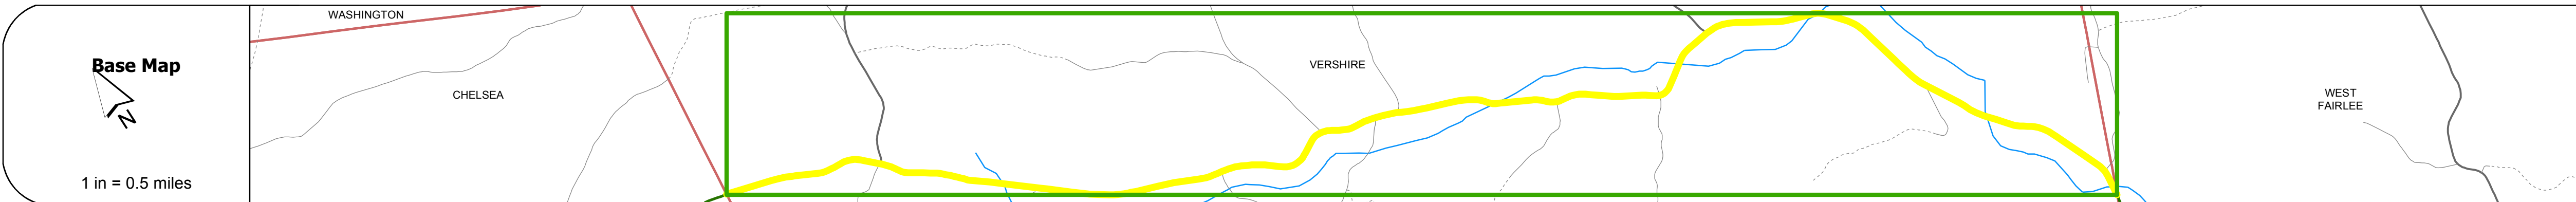 Base Map
N
1 in = 0.5 miles
WASHINGTON
CHELSEA
VERSHIRE
WEST
FAIRLEE